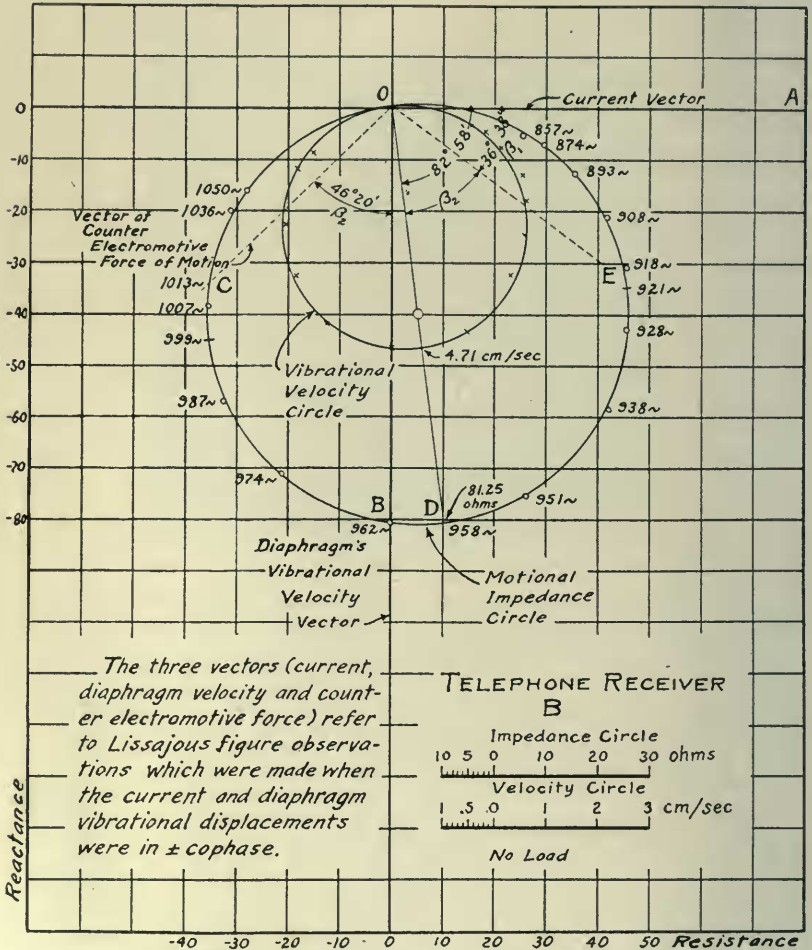 O
A
Current Vector
0
-10
-20
-30
-40
-50
-60
-70
-80
82° 58'
36° 38'
β₁
β₂
46° 20'
β₂
857~
874~
893~
908~
918~
921~
928~
938~
951~
958~
962~
974~
987~
999~
1007~
1013~
1036~
1050~
Vector of
Counter
Electromotive
Force of Motion
C
E
4.71 cm/sec
Vibrational
Velocity
Circle
B
D
81.25
ohms
Diaphragm's
Vibrational
Velocity
Vector
Motional
Impedance
Circle
The three vectors (current,
diaphragm velocity and count-
er electromotive force) refer
to Lissajous figure observa-
tions which were made when
the current and diaphragm
vibrational displacements
were in ± cophase.
TELEPHONE RECEIVER
B
Impedance Circle
10 5 0 10 20 30 ohms
Velocity Circle
1 .5 .0 1 2 3 cm/sec
No Load
Reactance
-40 -30 -20 -10 0 10 20 30 40 50 Resistance